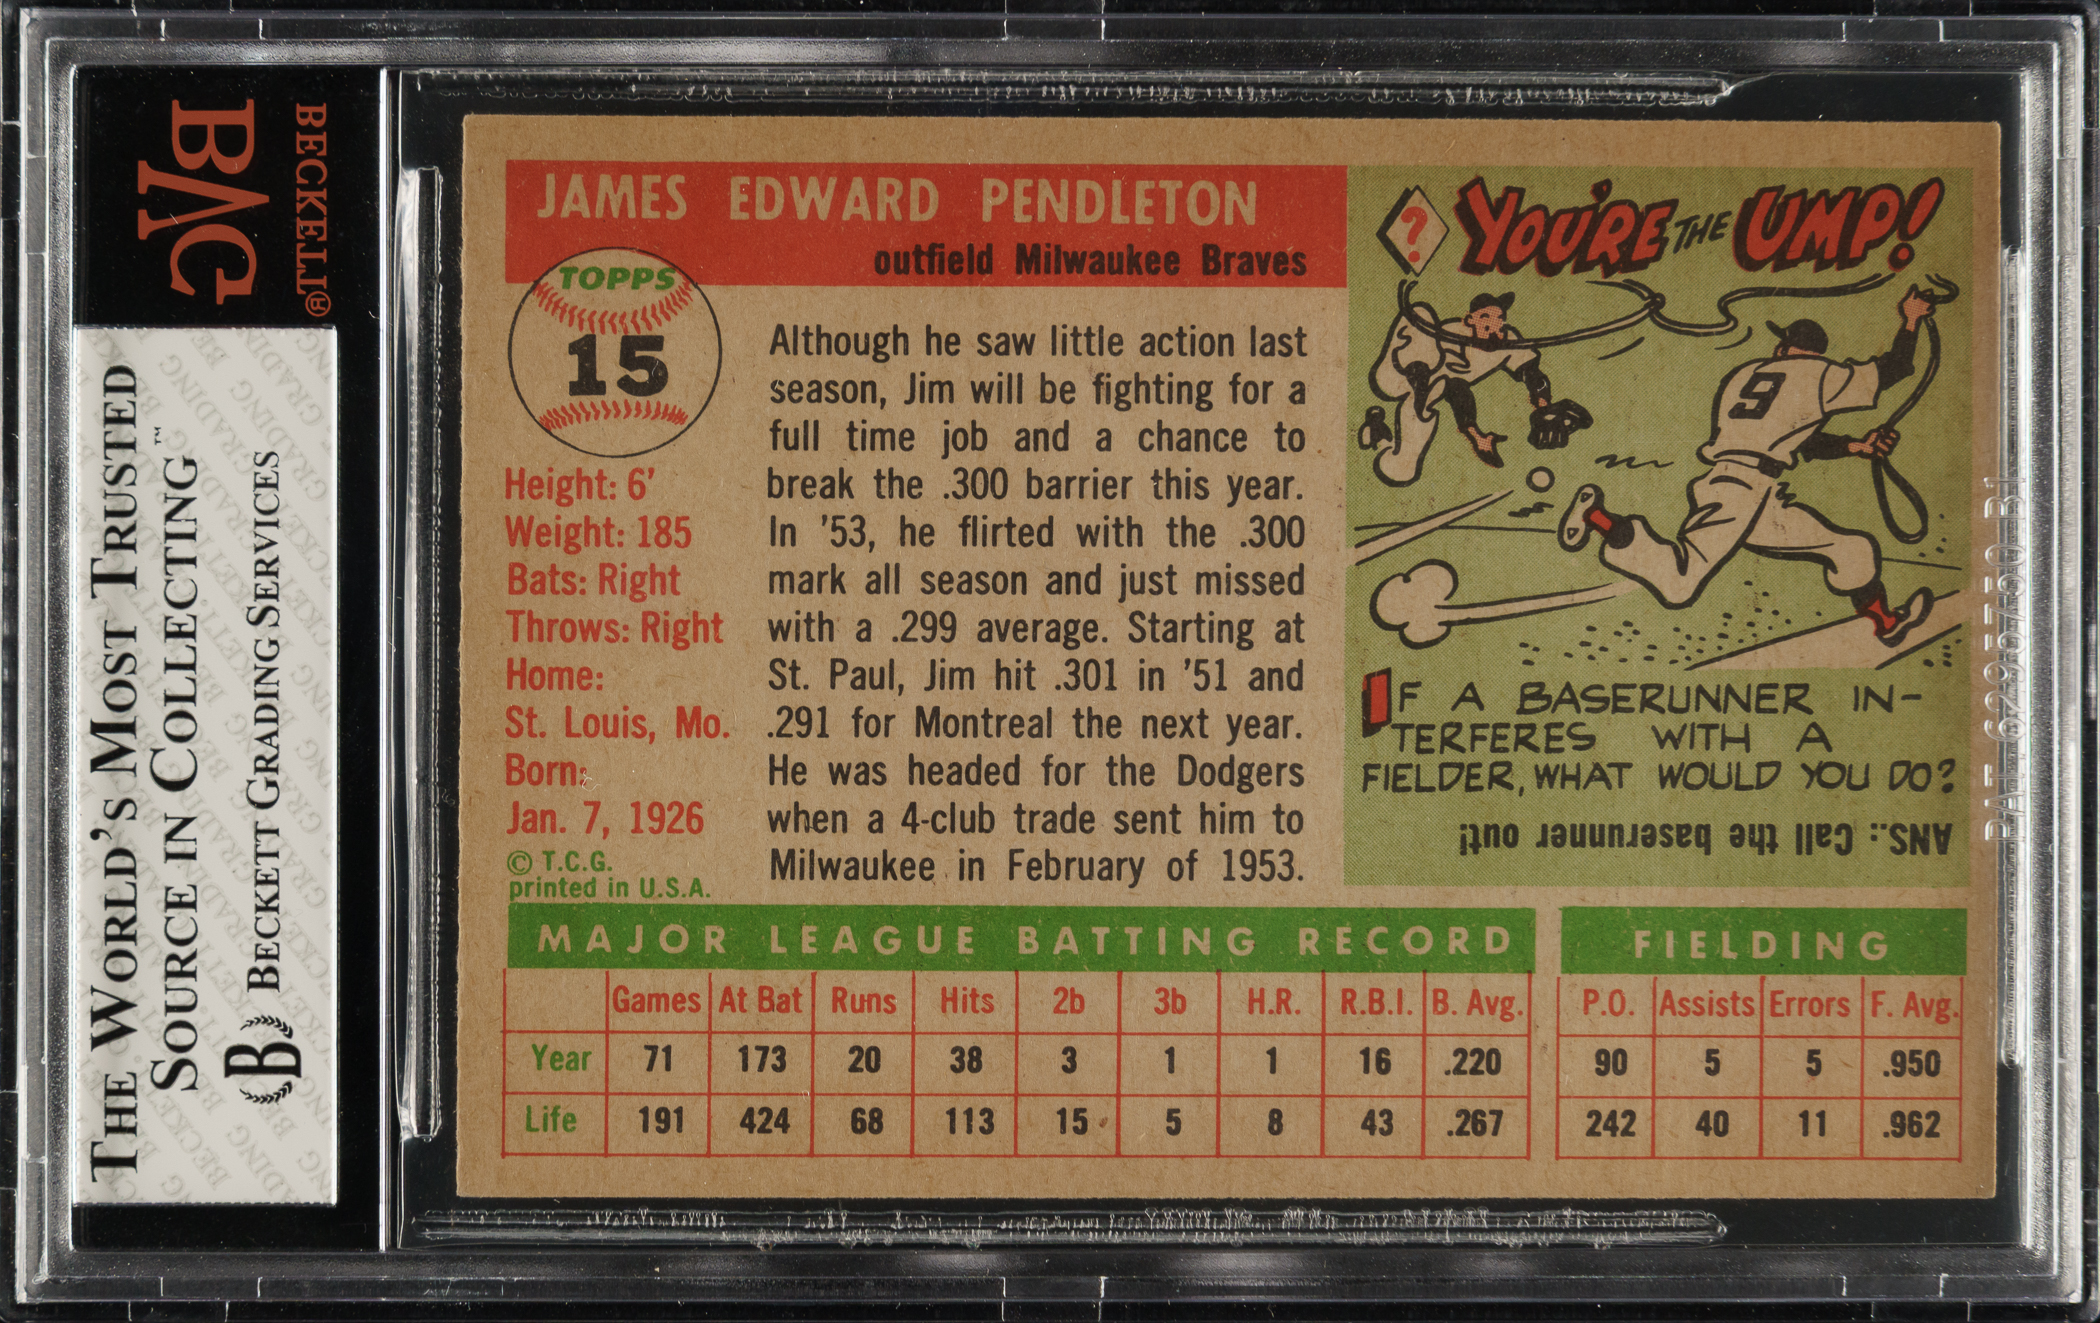 BECKETT®
BVG
THE WORLD'S MOST TRUSTED
SOURCE IN COLLECTING™
B BECKETT GRADING SERVICES
JAMES EDWARD PENDLETON
outfield Milwaukee Braves
TOPPS
15
Height: 6'
Weight: 185
Bats: Right
Throws: Right
Home:
St. Louis, Mo.
Born:
Jan. 7, 1926
© T.C.G.
printed in U.S.A.
Although he saw little action last
season, Jim will be fighting for a
full time job and a chance to
break the .300 barrier this year.
In '53, he flirted with the .300
mark all season and just missed
with a .299 average. Starting at
St. Paul, Jim hit .301 in '51 and
.291 for Montreal the next year.
He was headed for the Dodgers
when a 4-club trade sent him to
Milwaukee in February of 1953.
? YOU'RE THE UMP!
9
IF A BASERUNNER IN-
TERFERES WITH A
FIELDER, WHAT WOULD YOU DO?
ANS.: Call the baserunner out!
MAJOR LEAGUE BATTING RECORD
Games At Bat Runs Hits 2b 3b H.R. R.B.I. B. Avg.
Year 71 173 20 38 3 1 1 16 .220
Life 191 424 68 113 15 5 8 43 .267
FIELDING
P.O. Assists Errors F. Avg.
90 5 5 .950
242 40 11 .962